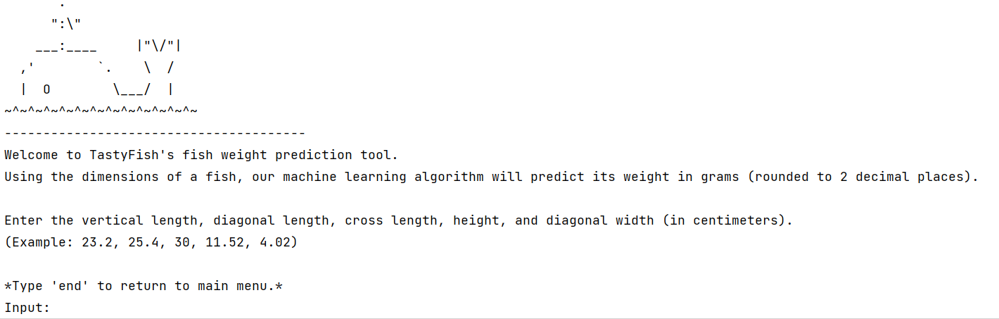 .
      ":\"
    ___:____     |"\/"|
  ,'        `.    \  /
  |  O        \___/  |
~^~^~^~^~^~^~^~^~^~^~^~^~
---------------------------------------
Welcome to TastyFish's fish weight prediction tool.
Using the dimensions of a fish, our machine learning algorithm will predict its weight in grams (rounded to 2 decimal places).
Enter the vertical length, diagonal length, cross length, height, and diagonal width (in centimeters).
(Example: 23.2, 25.4, 30, 11.52, 4.02)
*Type 'end' to return to main menu.*
Input: